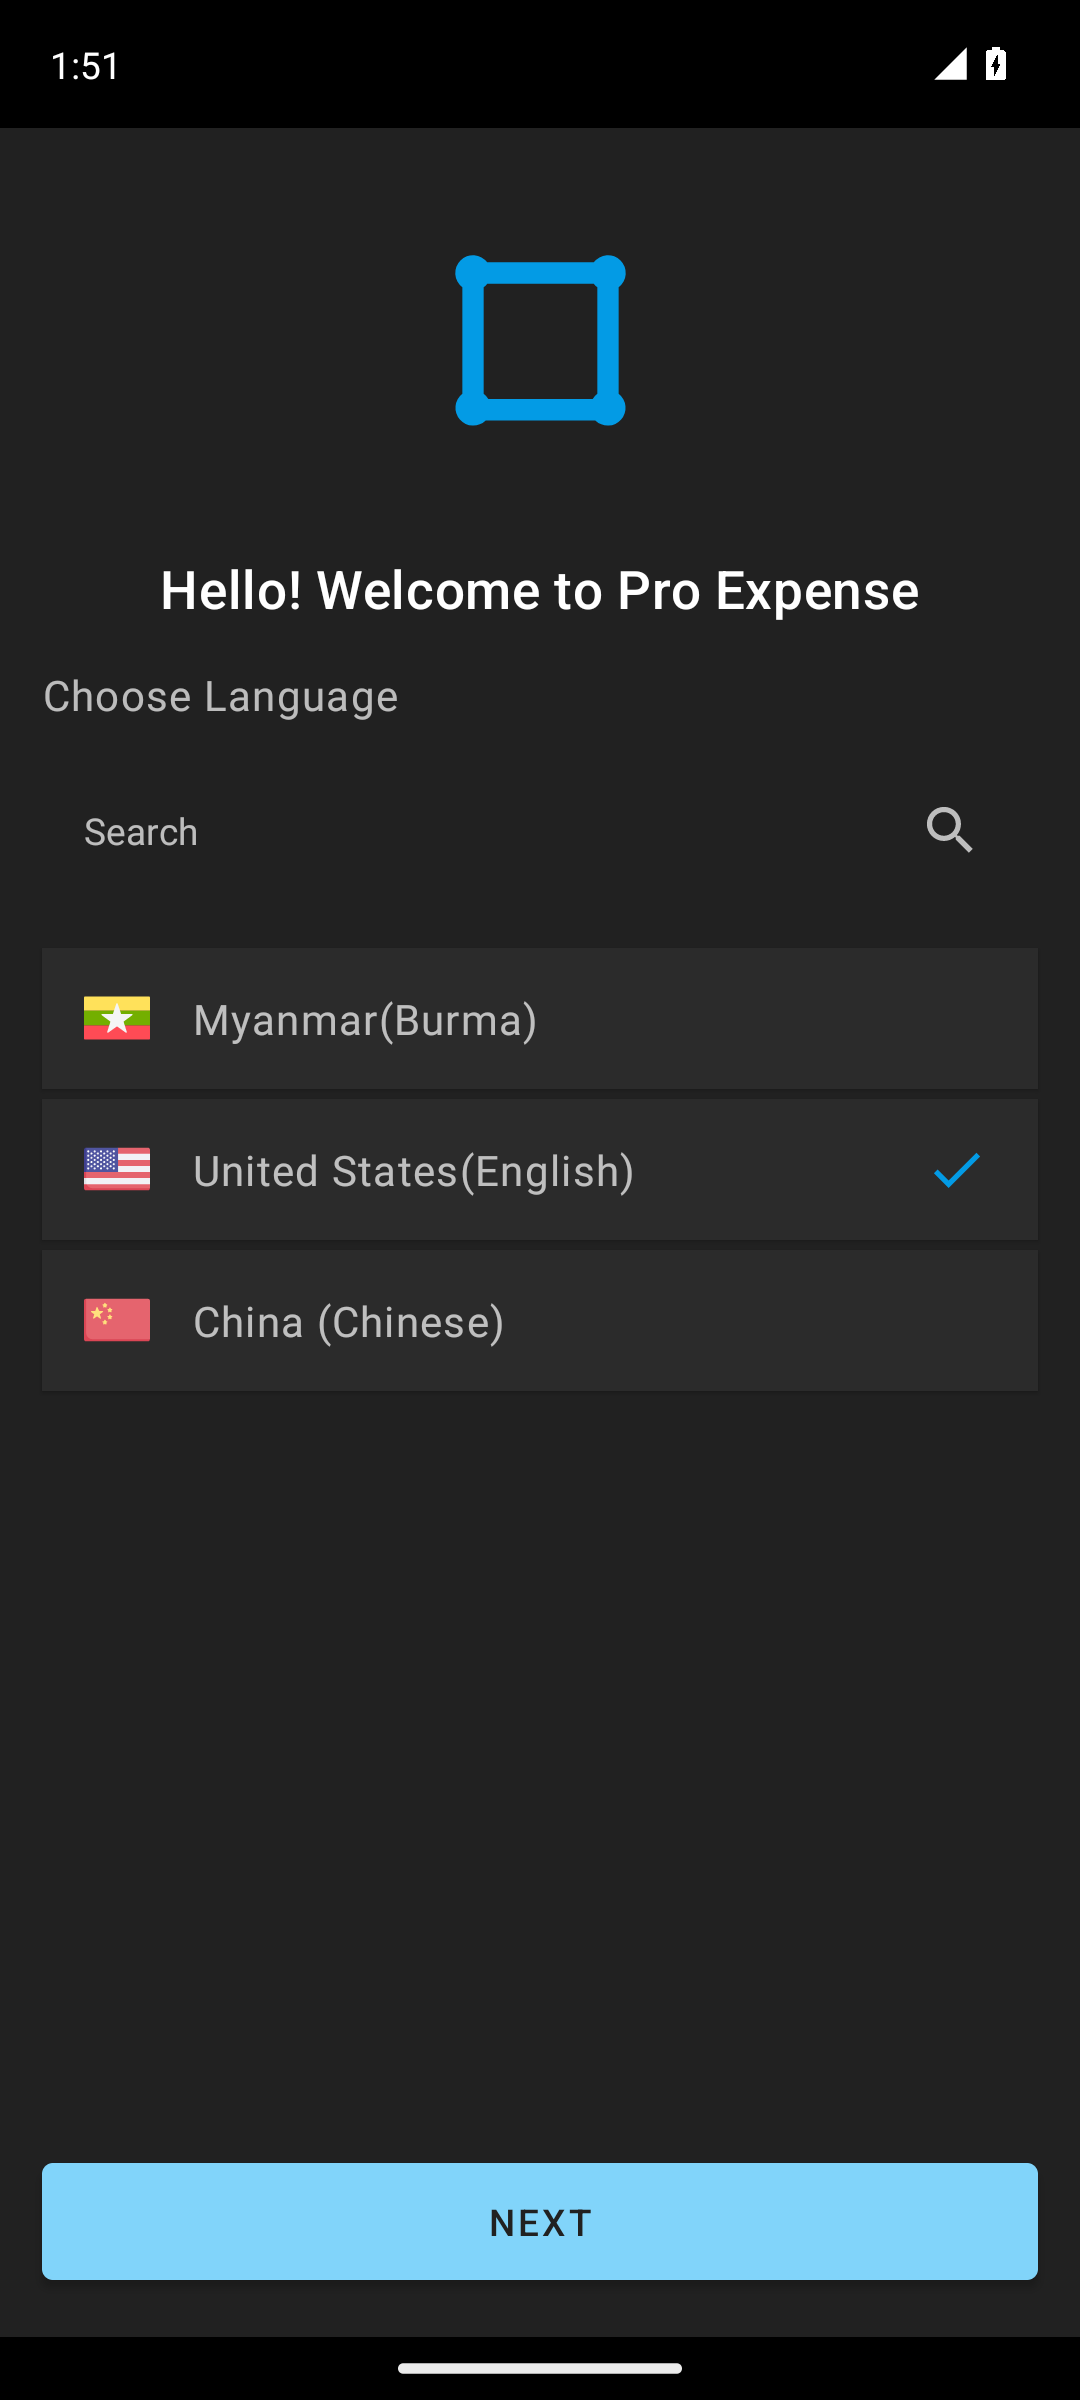 1:51
Hello! Welcome to Pro Expense
Choose Language
Search
Myanmar(Burma)
United States(English)
China (Chinese)
NEXT